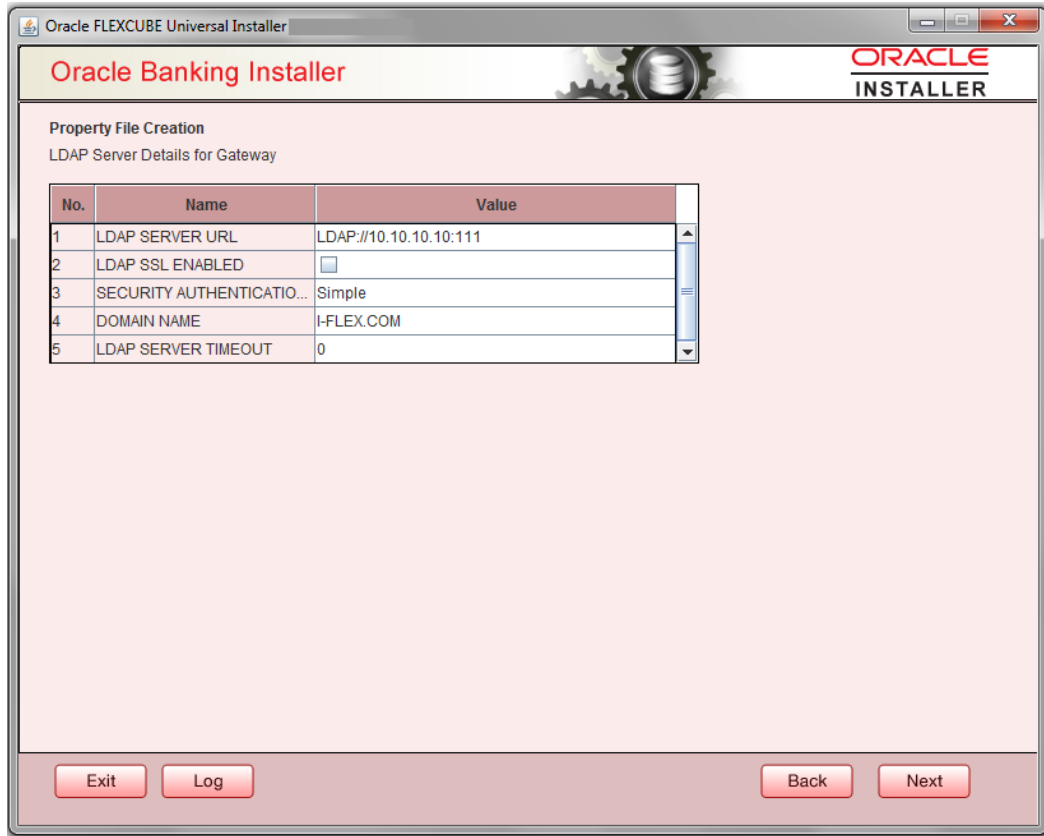 Oracle FLEXCUBE Universal Installer
Oracle Banking Installer
ORACLE
INSTALLER
Property File Creation
LDAP Server Details for Gateway
No. Name Value
1 LDAP SERVER URL LDAP://10.10.10.10:111
2 LDAP SSL ENABLED
3 SECURITY AUTHENTICATIO... Simple
4 DOMAIN NAME I-FLEX.COM
5 LDAP SERVER TIMEOUT 0
Exit Log Back Next